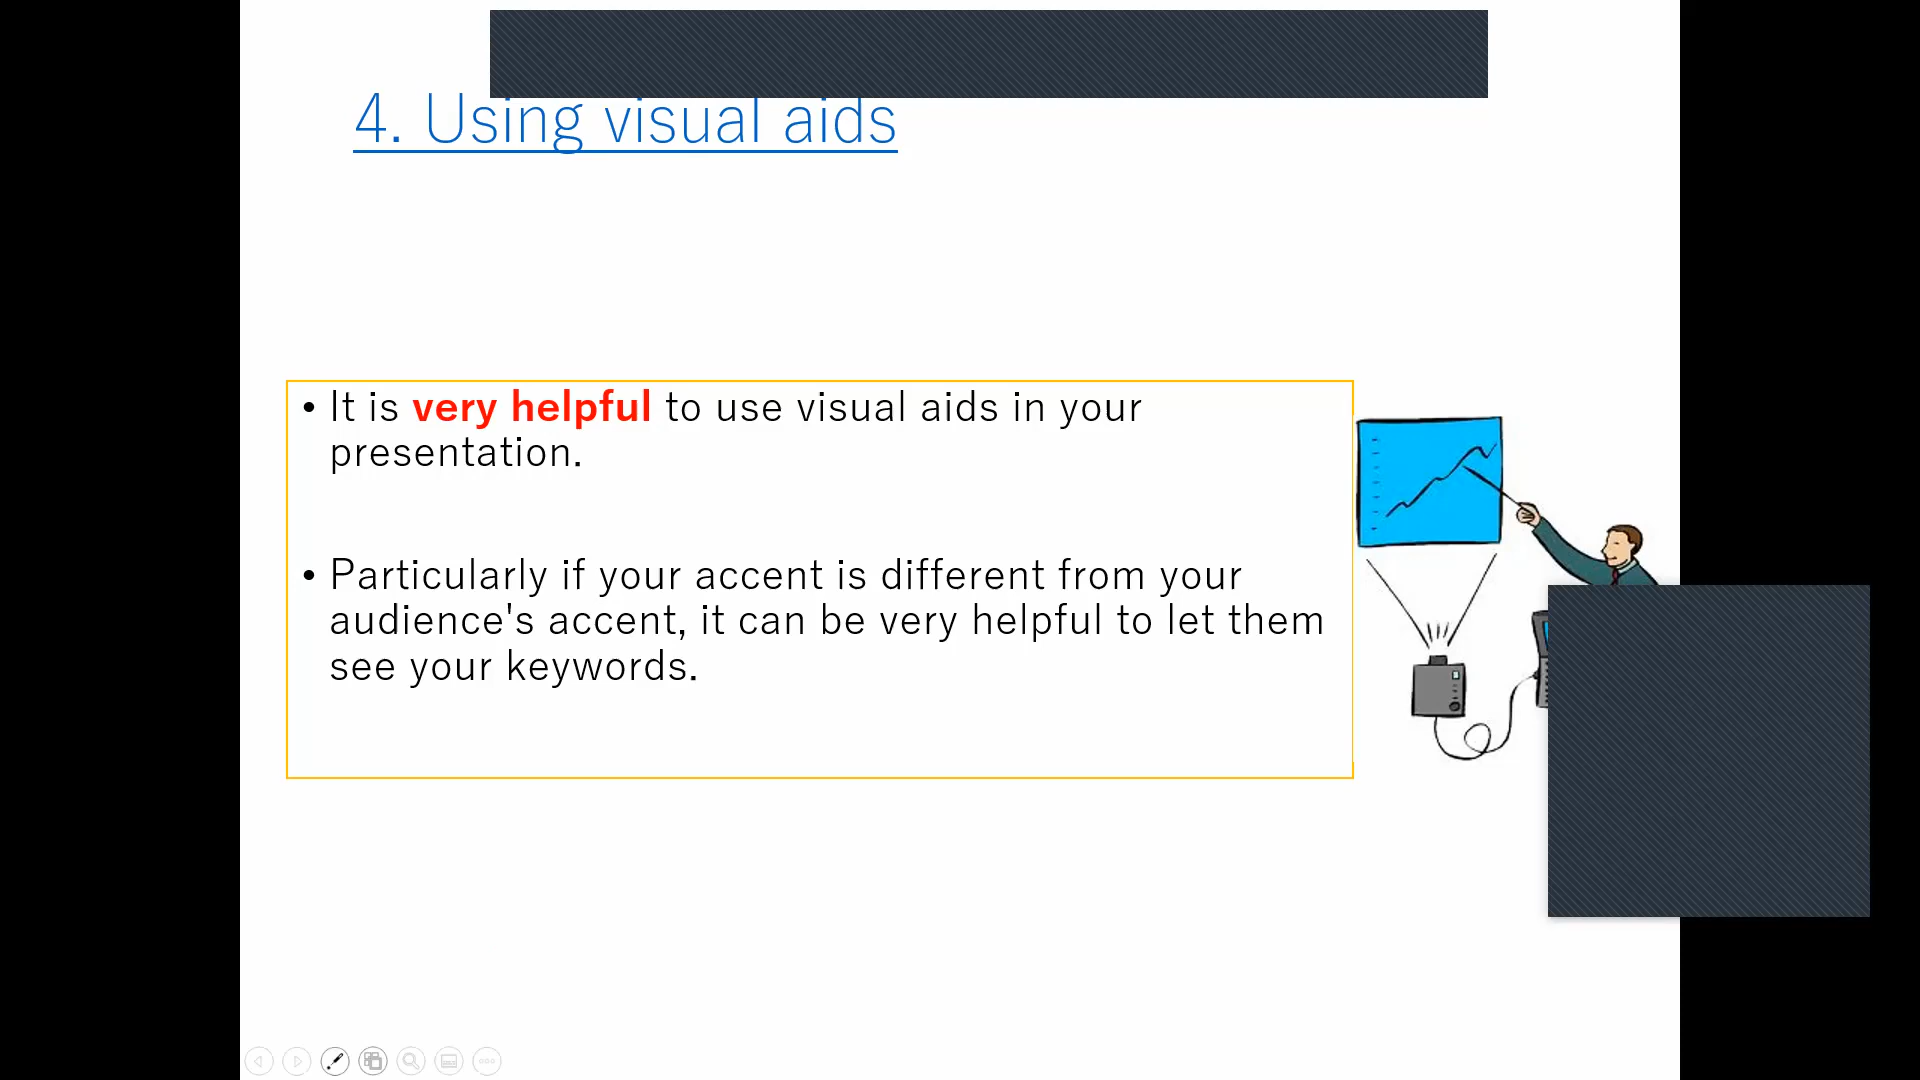 4. Using visual aids
• It is very helpful to use visual aids in your
presentation.
• Particularly if your accent is different from your
audience's accent, it can be very helpful to let them
see your keywords.